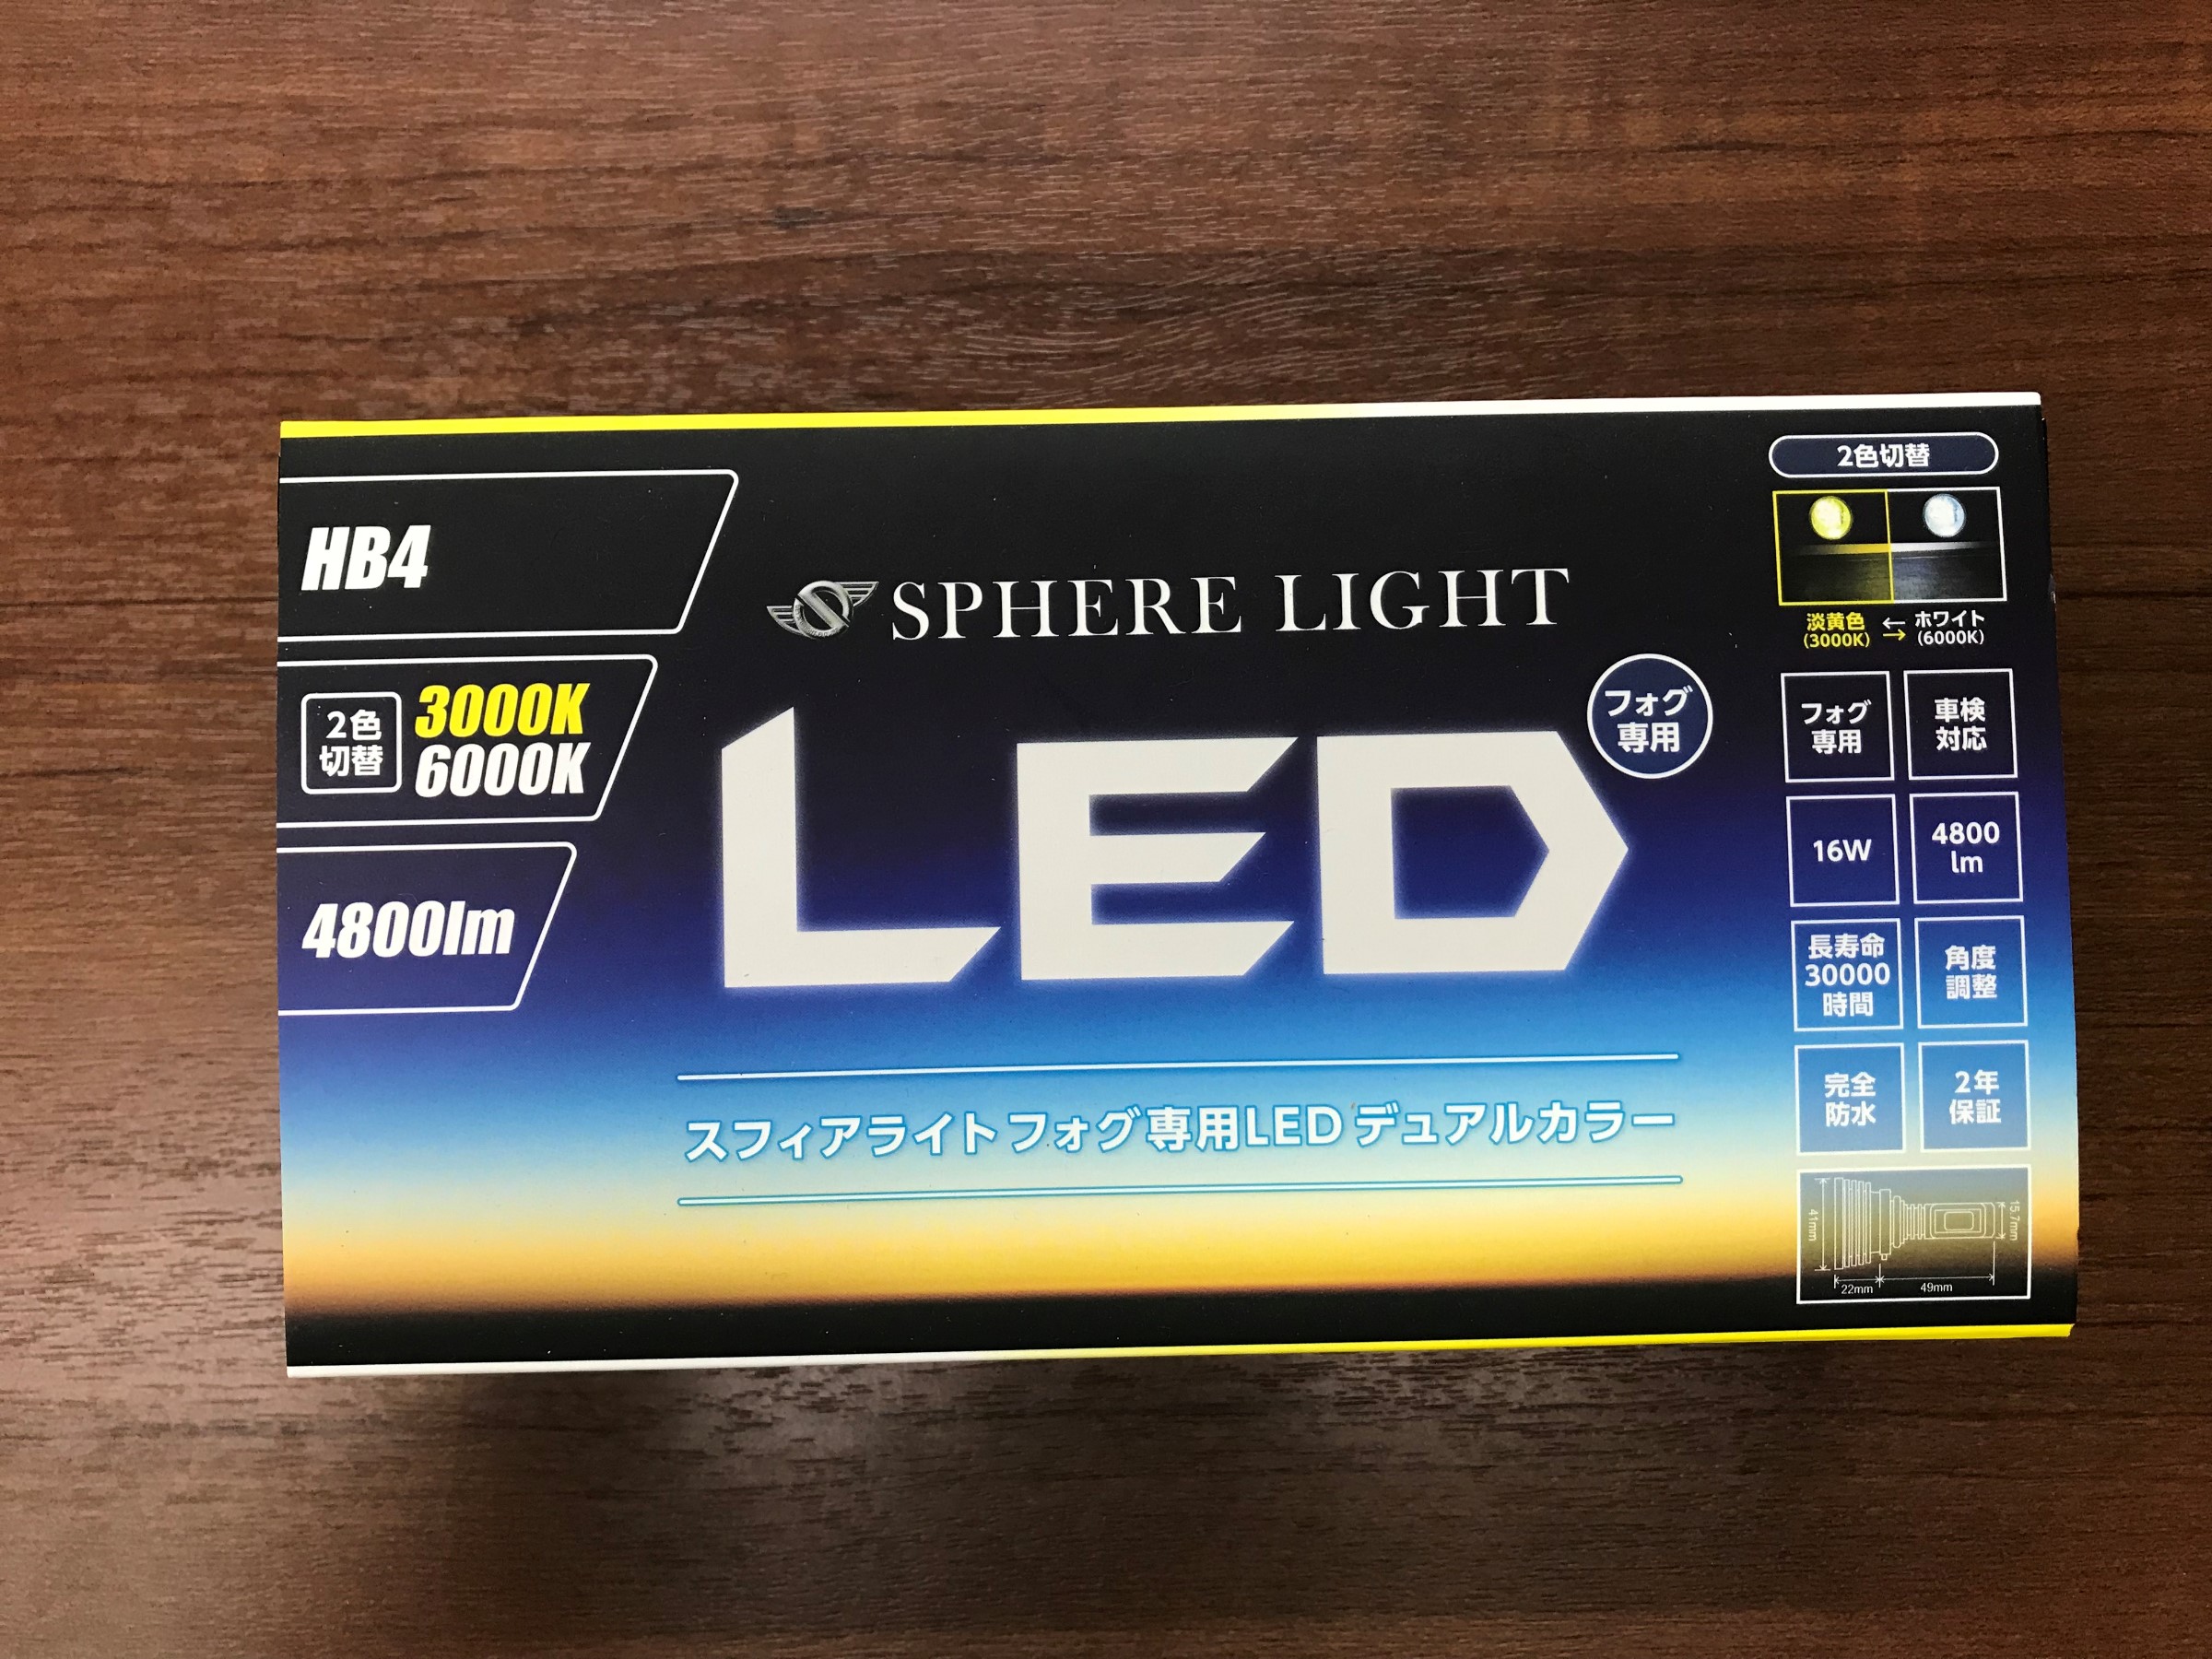 HB4
2色
切替
3000K
6000K
4800lm
SPHERE LIGHT
LED
フォグ
専用
スフィアライトフォグ専用LEDデュアルカラー
2色切替
淡黄色
(3000K)
ホワイト
(6000K)
フォグ
専用
車検
対応
16W
4800
lm
長寿命
30000
時間
角度
調整
完全
防水
2年
保証
41mm
15.7mm
22mm
49mm